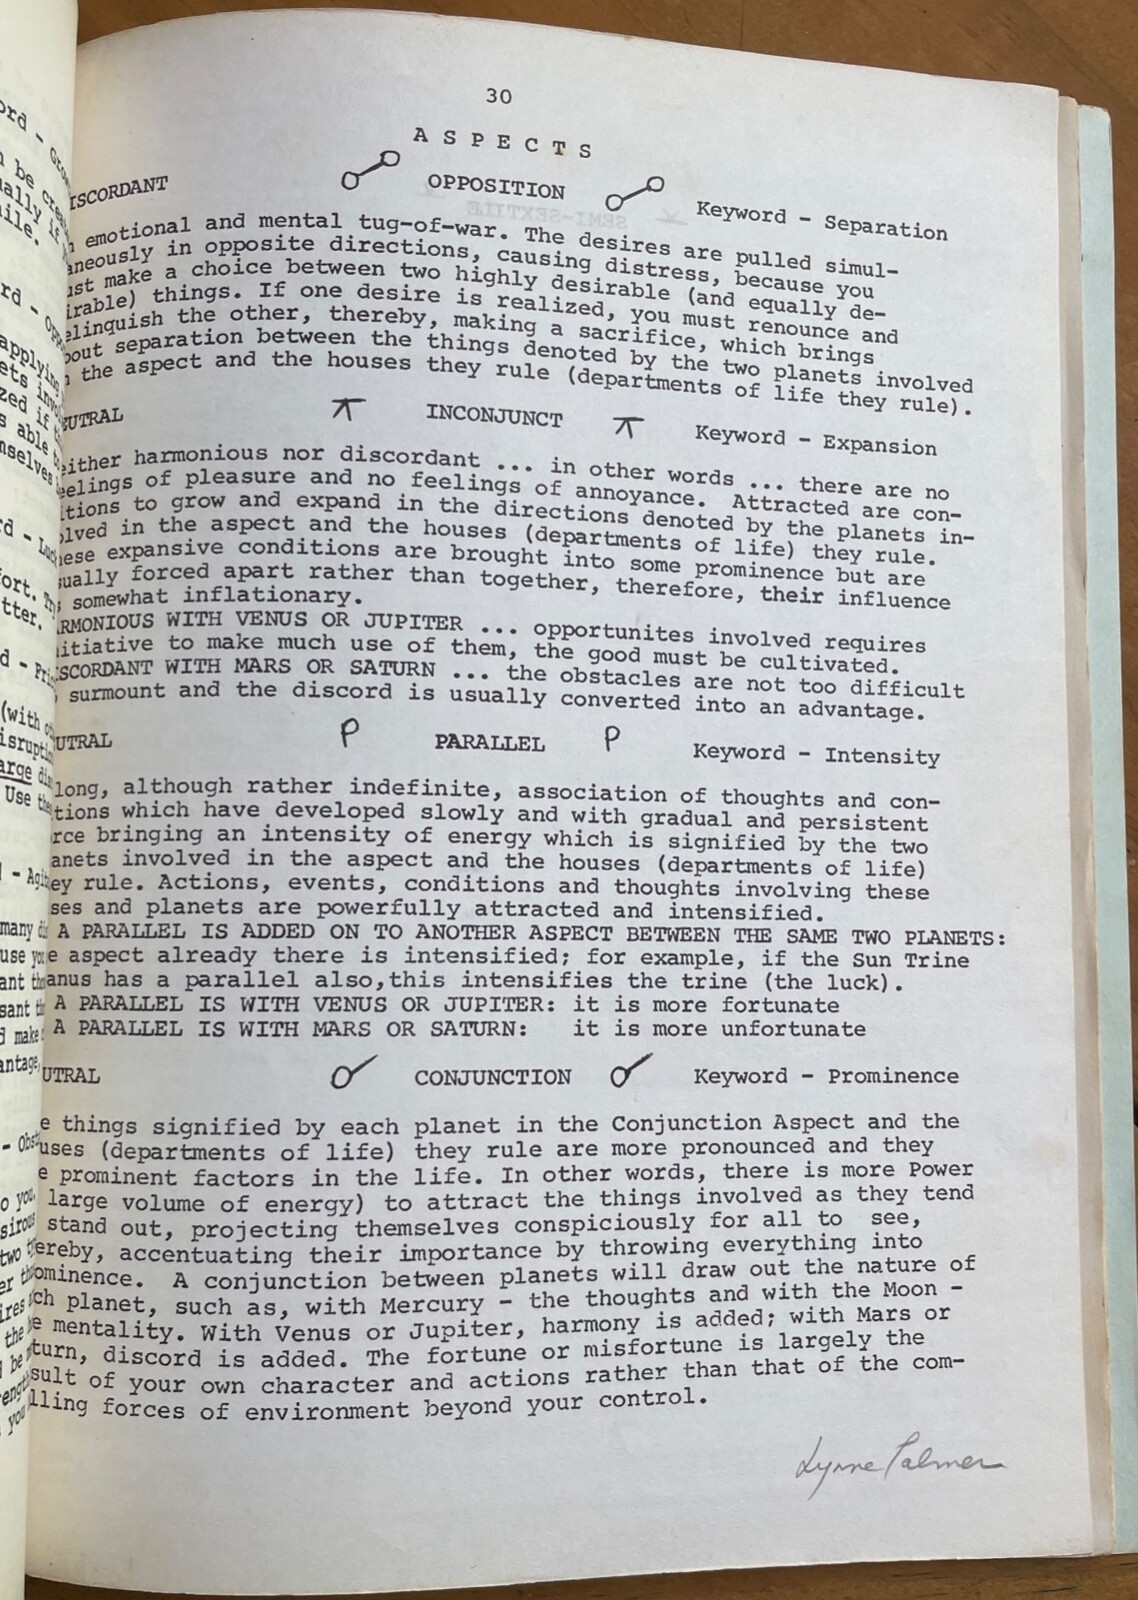 30
A S P E C T S
ISCORDANT OPPOSITION Keyword - Separation
emotional and mental tug-of-war. The desires are pulled simul-
aneously in opposite directions, causing distress, because you
ust make a choice between two highly desirable (and equally de-
irable) things. If one desire is realized, you must renounce and
elinquish the other, thereby, making a sacrifice, which brings
bout separation between the things denoted by the two planets involved
the aspect and the houses they rule (departments of life they rule).
EUTRAL INCONJUNCT Keyword - Expansion
either harmonious nor discordant ... in other words ... there are no
eelings of pleasure and no feelings of annoyance. Attracted are con-
itions to grow and expand in the directions denoted by the planets in-
olved in the aspect and the houses (departments of life) they rule.
hese expansive conditions are brought into some prominence but are
sually forced apart rather than together, therefore, their influence
s somewhat inflationary.
ARMONIOUS WITH VENUS OR JUPITER ... opportunites involved requires
nitiative to make much use of them, the good must be cultivated.
ISCORDANT WITH MARS OR SATURN ... the obstacles are not too difficult
surmount and the discord is usually converted into an advantage.
UTRAL P PARALLEL P Keyword - Intensity
long, although rather indefinite, association of thoughts and con-
tions which have developed slowly and with gradual and persistent
rce bringing an intensity of energy which is signified by the two
anets involved in the aspect and the houses (departments of life)
ey rule. Actions, events, conditions and thoughts involving these
ses and planets are powerfully attracted and intensified.
A PARALLEL IS ADDED ON TO ANOTHER ASPECT BETWEEN THE SAME TWO PLANETS:
e aspect already there is intensified; for example, if the Sun Trine
anus has a parallel also,this intensifies the trine (the luck).
A PARALLEL IS WITH VENUS OR JUPITER: it is more fortunate
A PARALLEL IS WITH MARS OR SATURN: it is more unfortunate
UTRAL CONJUNCTION Keyword - Prominence
e things signified by each planet in the Conjunction Aspect and the
uses (departments of life) they rule are more pronounced and they
e prominent factors in the life. In other words, there is more Power
large volume of energy) to attract the things involved as they tend
stand out, projecting themselves conspiciously for all to see,
ereby, accentuating their importance by throwing everything into
ominence. A conjunction between planets will draw out the nature of
ch planet, such as, with Mercury - the thoughts and with the Moon -
e mentality. With Venus or Jupiter, harmony is added; with Mars or
turn, discord is added. The fortune or misfortune is largely the
sult of your own character and actions rather than that of the com-
lling forces of environment beyond your control.
Lynne Palmer